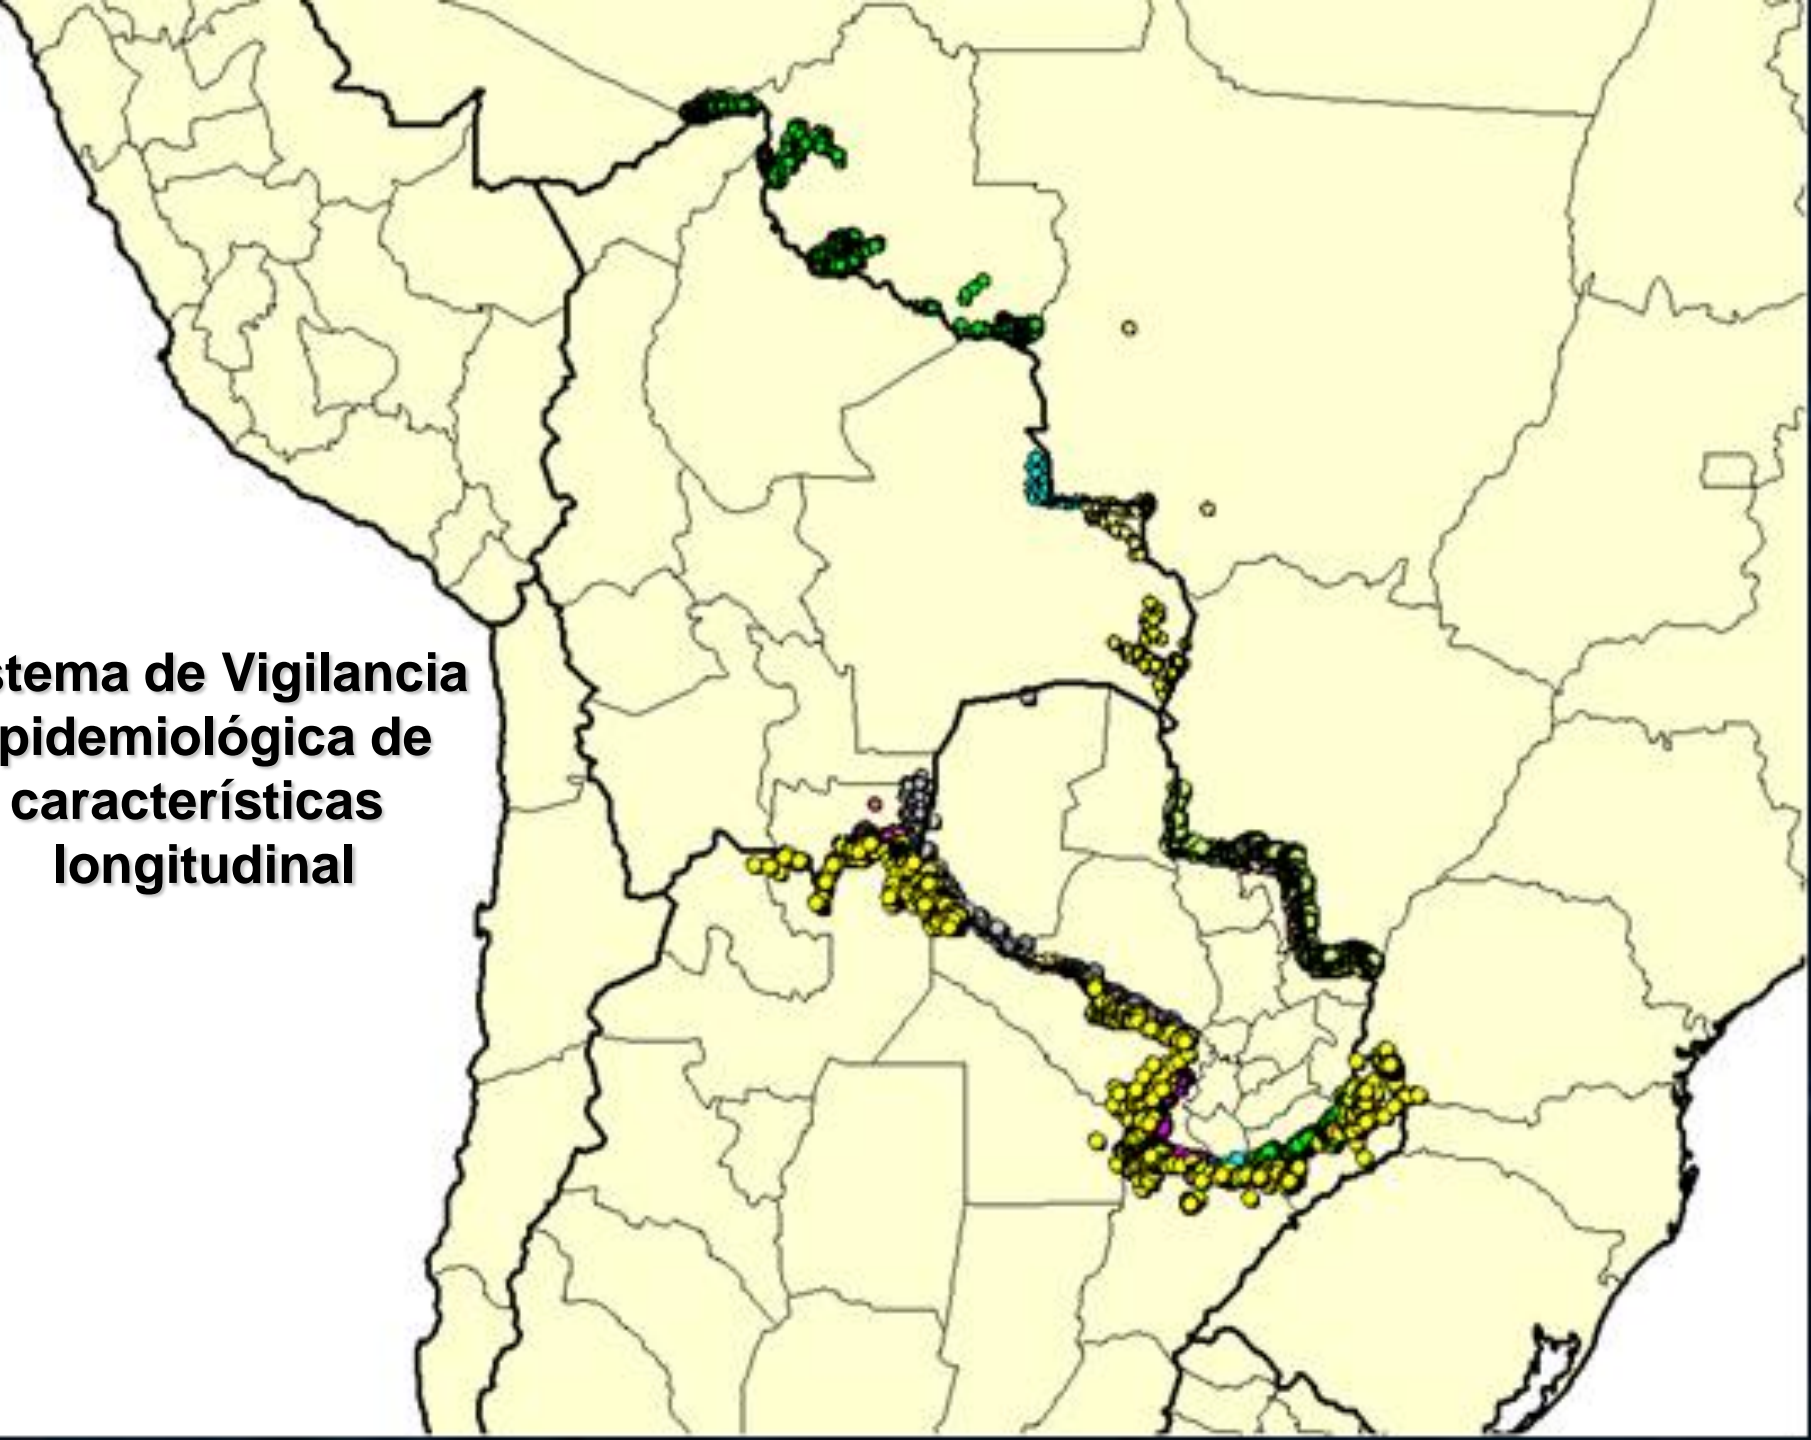 stema de Vigilancia
pidemiológica de
características
longitudinal